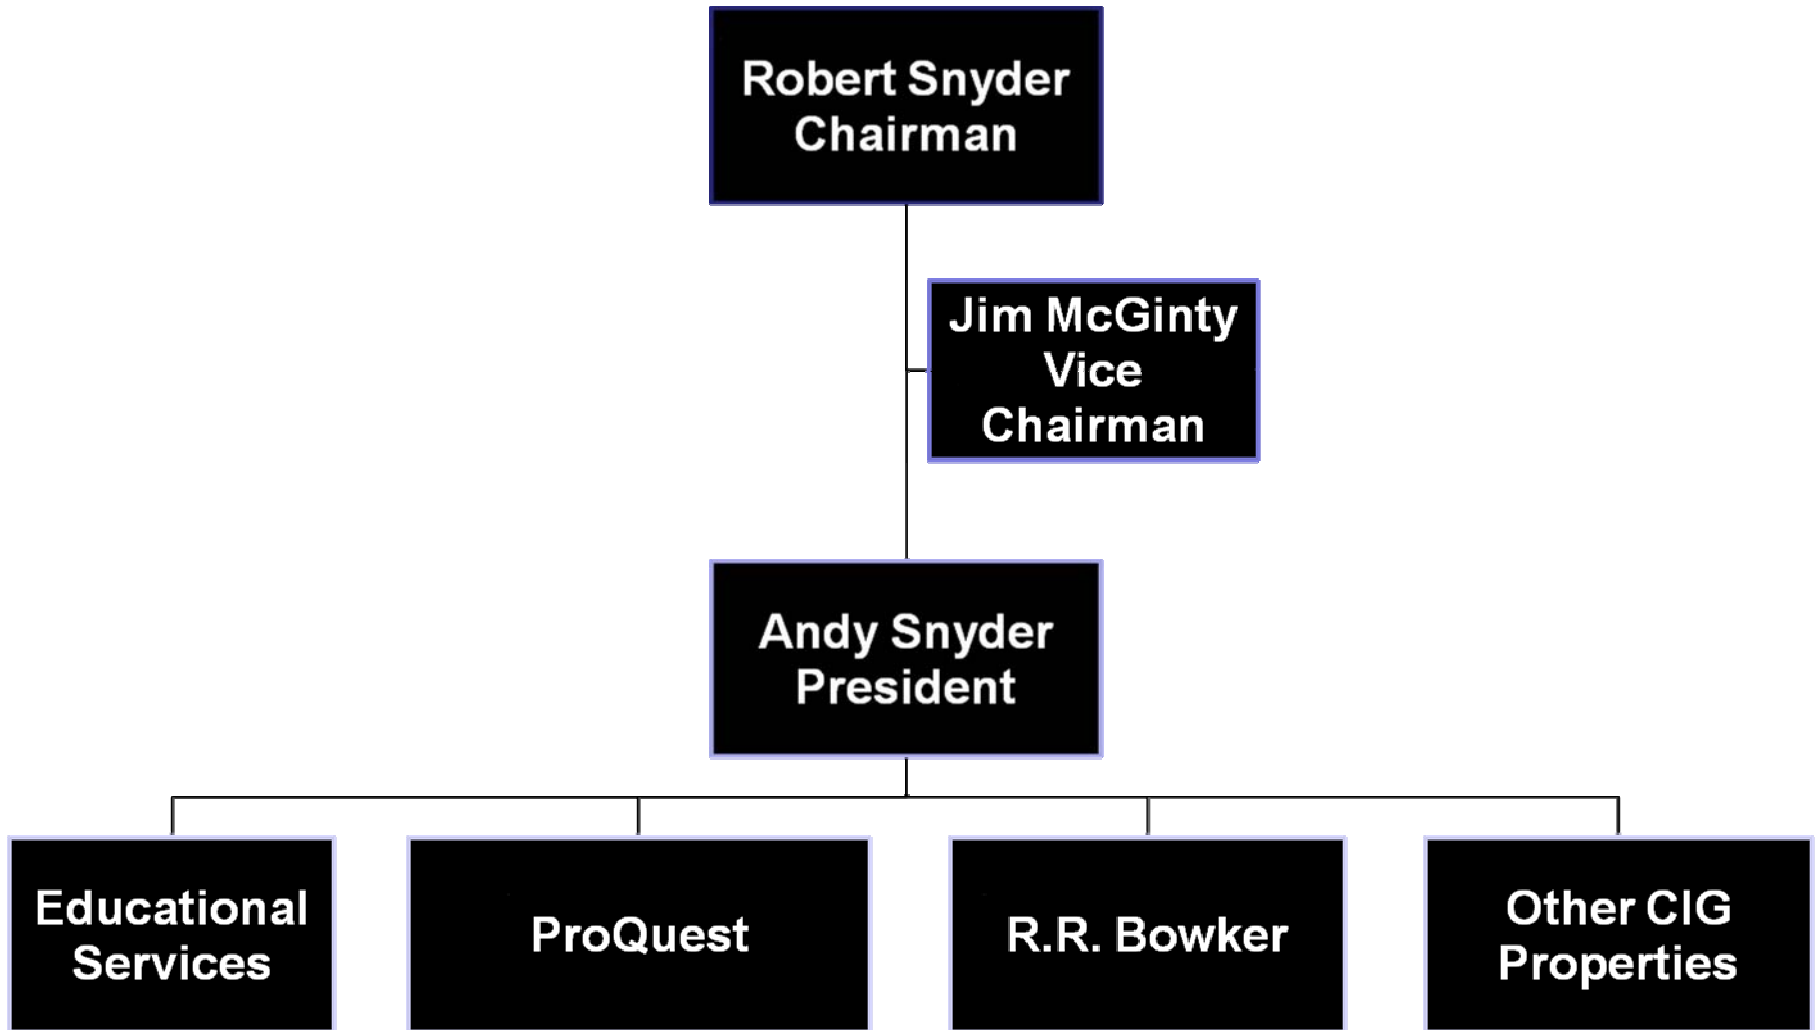 Robert Snyder
Chairman
Jim McGinty
Vice
Chairman
Andy Snyder
President
Educational
Services
ProQuest
R.R. Bowker
Other CIG
Properties